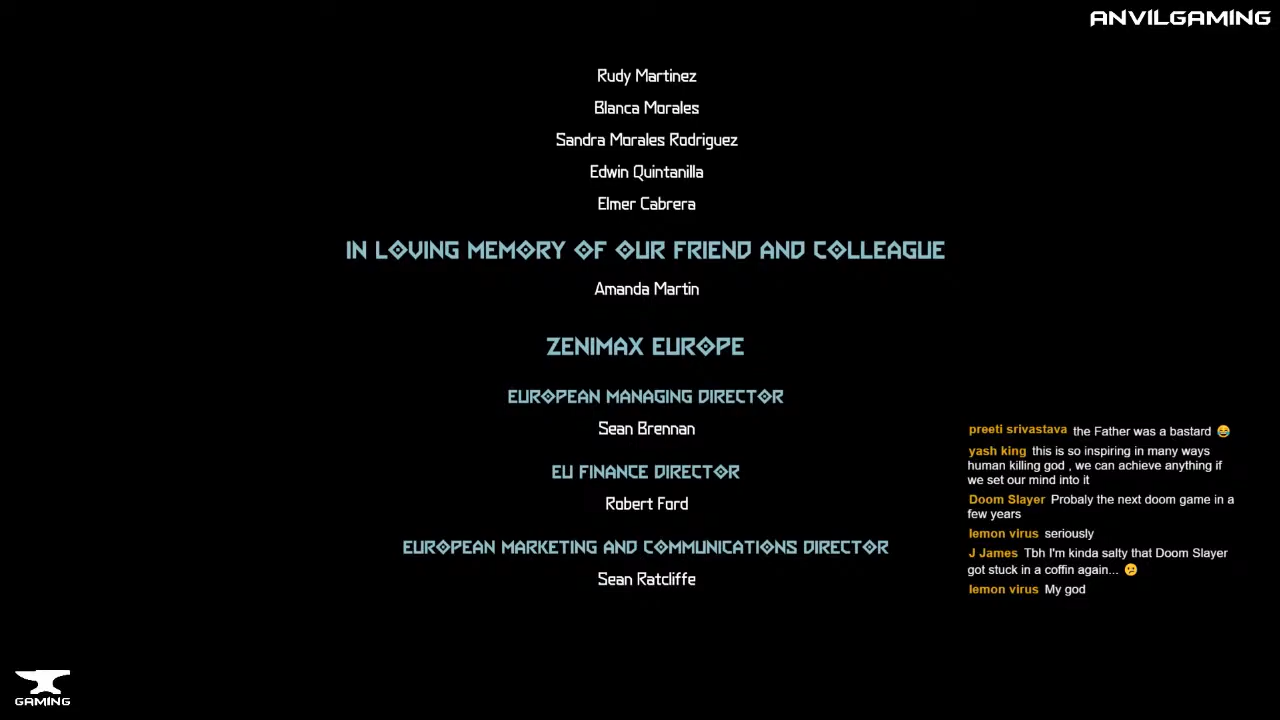 ANVILGAMING
Rudy Martinez
Blanca Morales
Sandra Morales Rodriguez
Edwin Quintanilla
Elmer Cabrera
IN LOVING MEMORY OF OUR FRIEND AND COLLEAGUE
Amanda Martin
ZENIMAX EUROPE
EUROPEAN MANAGING DIRECTOR
Sean Brennan
EU FINANCE DIRECTOR
Robert Ford
EUROPEAN MARKETING AND COMMUNICATIONS DIRECTOR
Sean Ratcliffe
preeti srivastava the Father was a bastard 😂
yash king this is so inspiring in many ways
human killing god , we can achieve anything if
we set our mind into it
Doom Slayer Probaly the next doom game in a
few years
lemon virus seriously
J James Tbh I'm kinda salty that Doom Slayer
got stuck in a coffin again... 😕
lemon virus My god
GAMING